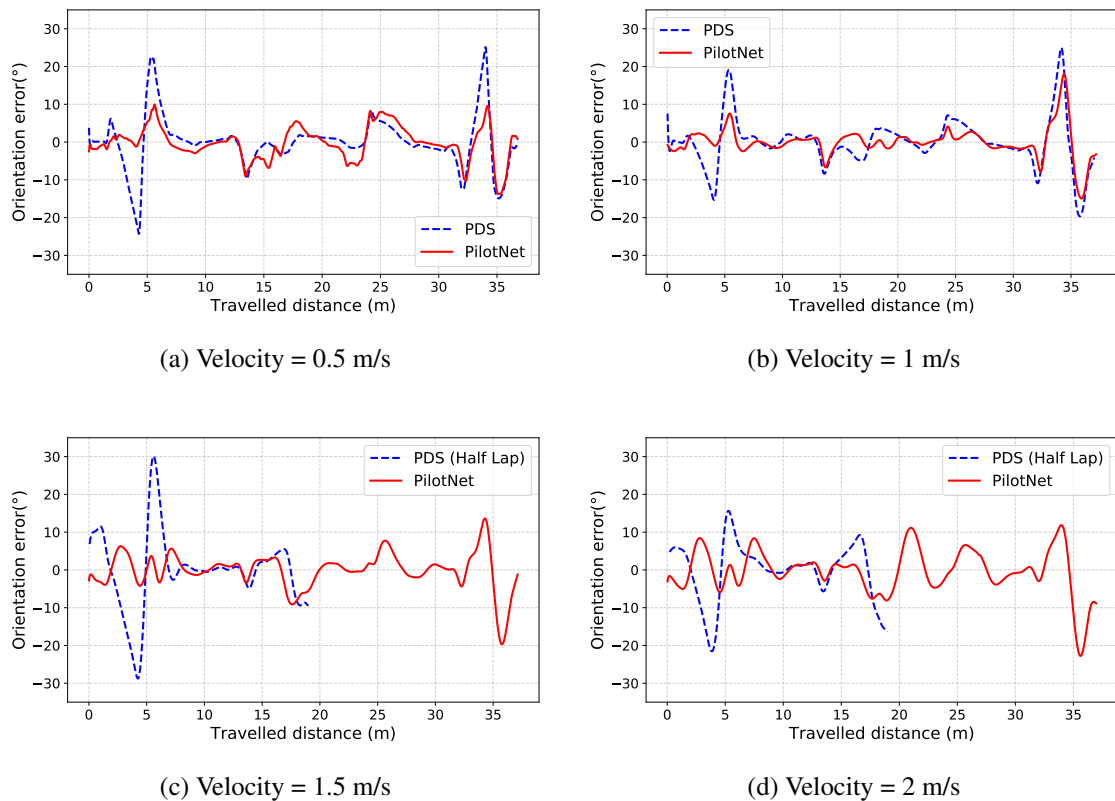 30
20
10
0
−10
−20
−30
Orientation error(°)
PDS
PilotNet
0 5 10 15 20 25 30 35
Travelled distance (m)
(a) Velocity = 0.5 m/s
30
20
10
0
−10
−20
−30
Orientation error(°)
PDS
PilotNet
0 5 10 15 20 25 30 35
Travelled distance (m)
(b) Velocity = 1 m/s
30
20
10
0
−10
−20
−30
Orientation error(°)
PDS (Half Lap)
PilotNet
0 5 10 15 20 25 30 35
Travelled distance (m)
(c) Velocity = 1.5 m/s
30
20
10
0
−10
−20
−30
Orientation error(°)
PDS (Half Lap)
PilotNet
0 5 10 15 20 25 30 35
Travelled distance (m)
(d) Velocity = 2 m/s